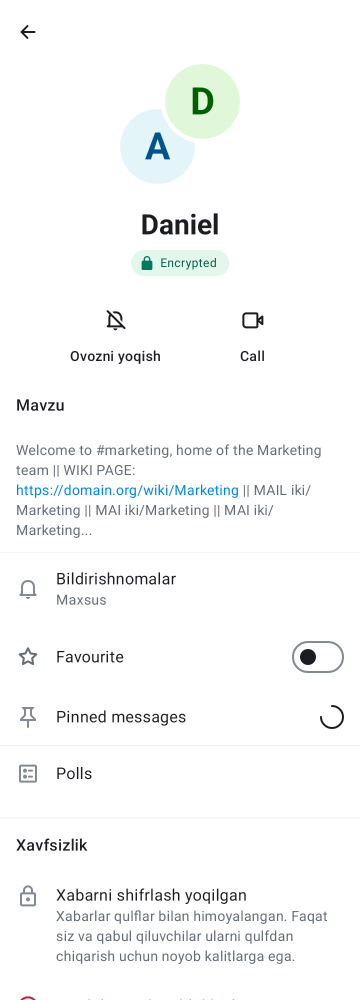 D
A
Daniel
Encrypted
Ovozni yoqish
Call
Mavzu
Welcome to #marketing, home of the Marketing
team || WIKI PAGE:
https://domain.org/wiki/Marketing || MAIL iki/
Marketing || MAI iki/Marketing || MAI iki/
Marketing...
Bildirishnomalar
Maxsus
Favourite
Pinned messages
Polls
Xavfsizlik
Xabarni shifrlash yoqilgan
Xabarlar qulflar bilan himoyalangan. Faqat
siz va qabul qiluvchilar ularni qulfdan
chiqarish uchun noyob kalitlarga ega.